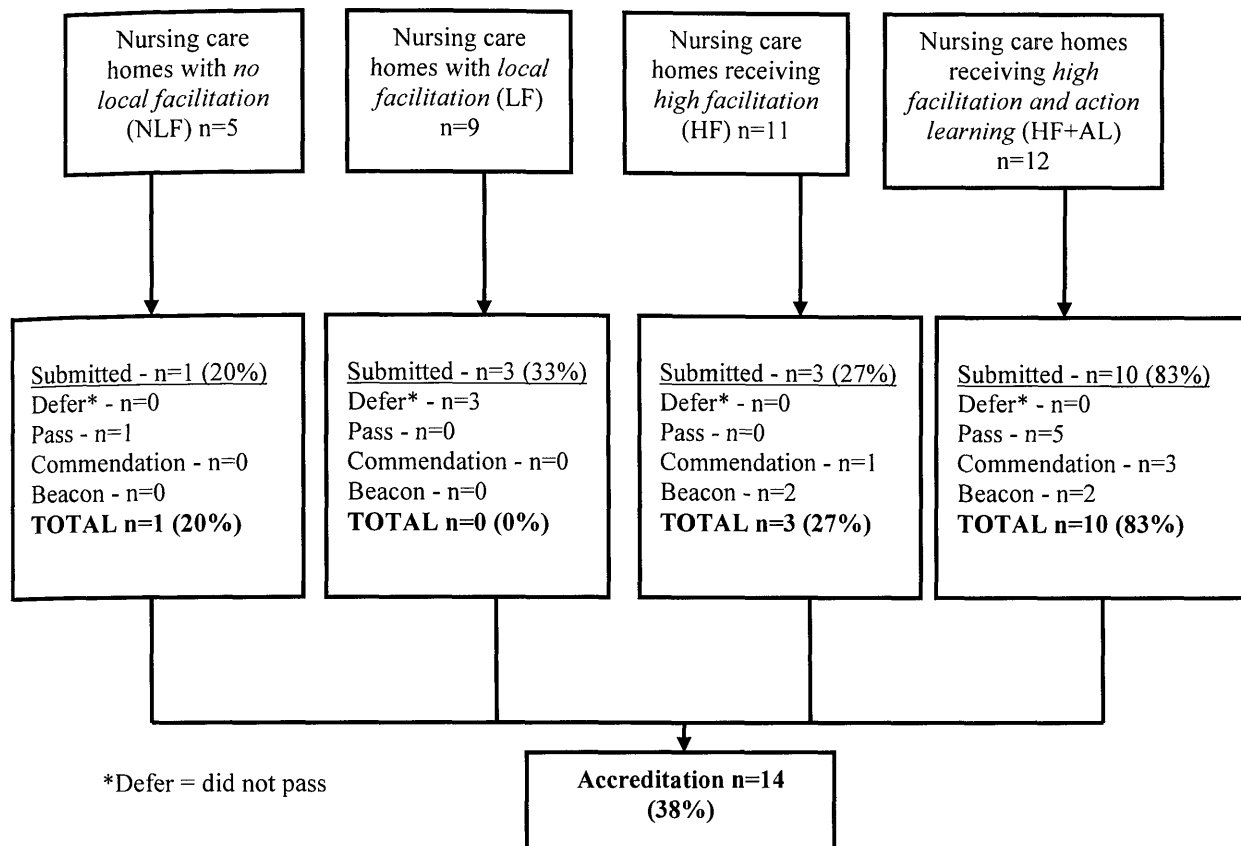 Nursing care
homes with no
local facilitation
(NLF) n=5
Nursing care
homes with local
facilitation (LF)
n=9
Nursing care
homes receiving
high facilitation
(HF) n=11
Nursing care homes
receiving high
facilitation and action
learning (HF+AL)
n=12
Submitted - n=1 (20%)
Defer* - n=0
Pass - n=1
Commendation - n=0
Beacon - n=0
TOTAL n=1 (20%)
Submitted - n=3 (33%)
Defer* - n=3
Pass - n=0
Commendation - n=0
Beacon - n=0
TOTAL n=0 (0%)
Submitted - n=3 (27%)
Defer* - n=0
Pass - n=0
Commendation - n=1
Beacon - n=2
TOTAL n=3 (27%)
Submitted - n=10 (83%)
Defer* - n=0
Pass - n=5
Commendation - n=3
Beacon - n=2
TOTAL n=10 (83%)
*Defer = did not pass
Accreditation n=14
(38%)